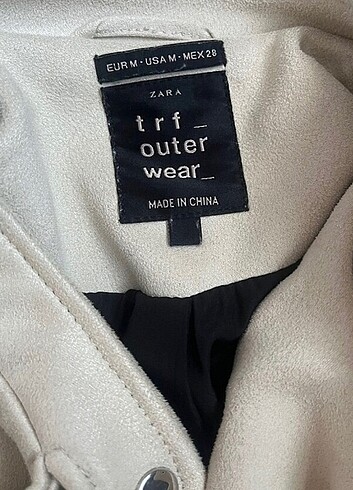 EUR M - USA M - MEX 28
ZARA
trf_
outer
wear_
MADE IN CHINA